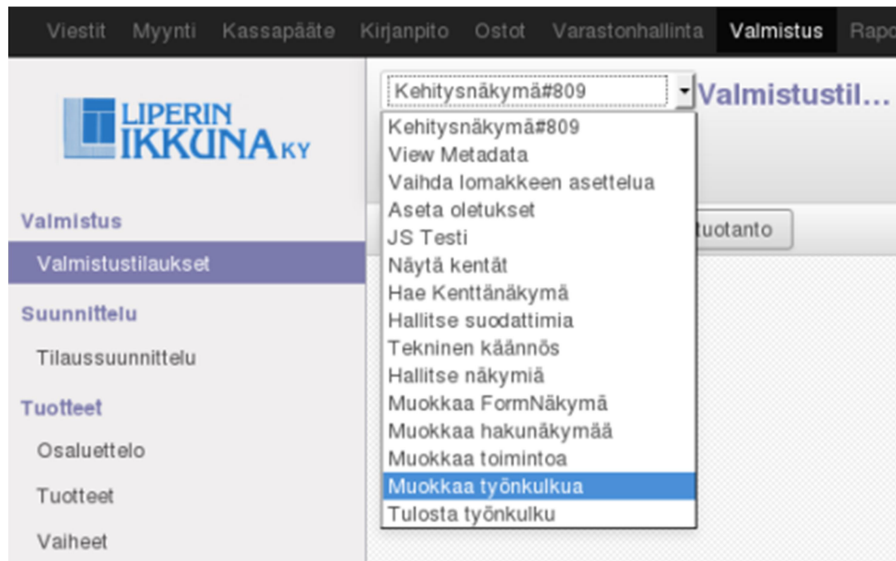 Viestit Myynti Kassapääte Kirjanpito Ostot Varastonhallinta Valmistus Rapo
LIPERIN
IKKUNA KY
Valmistus
Valmistustilaukset
Suunnittelu
Tilaussuunnittelu
Tuotteet
Osaluettelo
Tuotteet
Vaiheet
Kehitysnäkymä#809
Valmistustil...
Kehitysnäkymä#809
View Metadata
Vaihda lomakkeen asettelua
Aseta oletukset
JS Testi
Näytä kentät
Hae Kenttänäkymä
Hallitse suodattimia
Tekninen käännös
Hallitse näkymiä
Muokkaa FormNäkymä
Muokkaa hakunäkymää
Muokkaa toimintoa
Muokkaa työnkulkua
Tulosta työnkulku
tuotanto